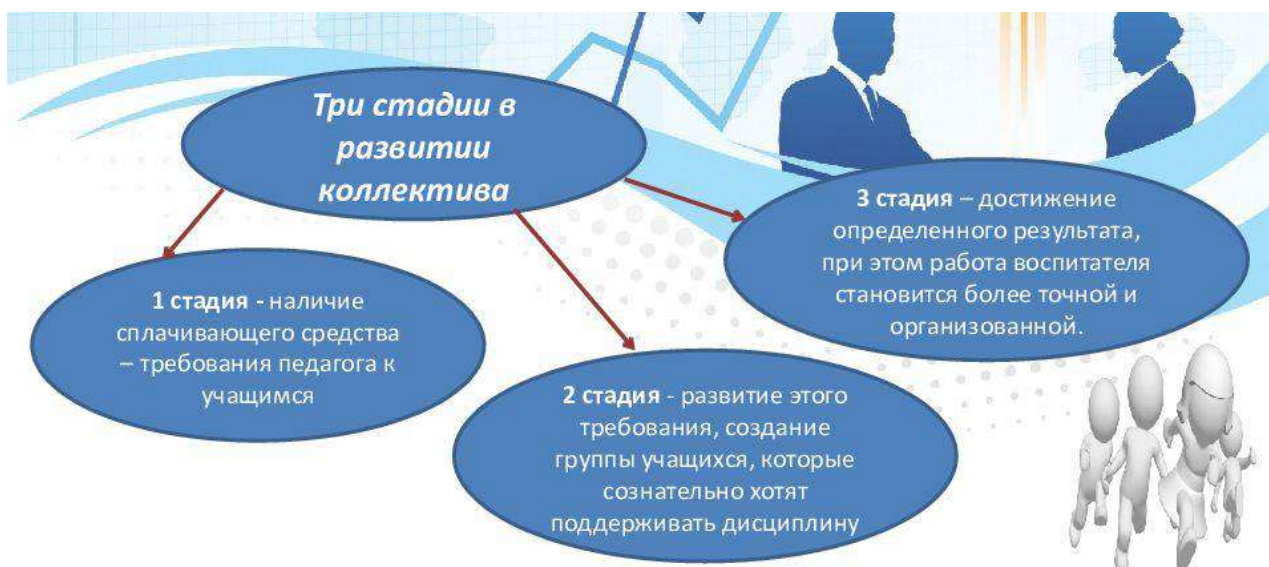 Три стадии в
развитии
коллектива
1 стадия - наличие
сплачивающего средства
– требования педагога к
учащимся
2 стадия - развитие этого
требования, создание
группы учащихся, которые
сознательно хотят
поддерживать дисциплину
3 стадия – достижение
определенного результата,
при этом работа воспитателя
становится более точной и
организованной.